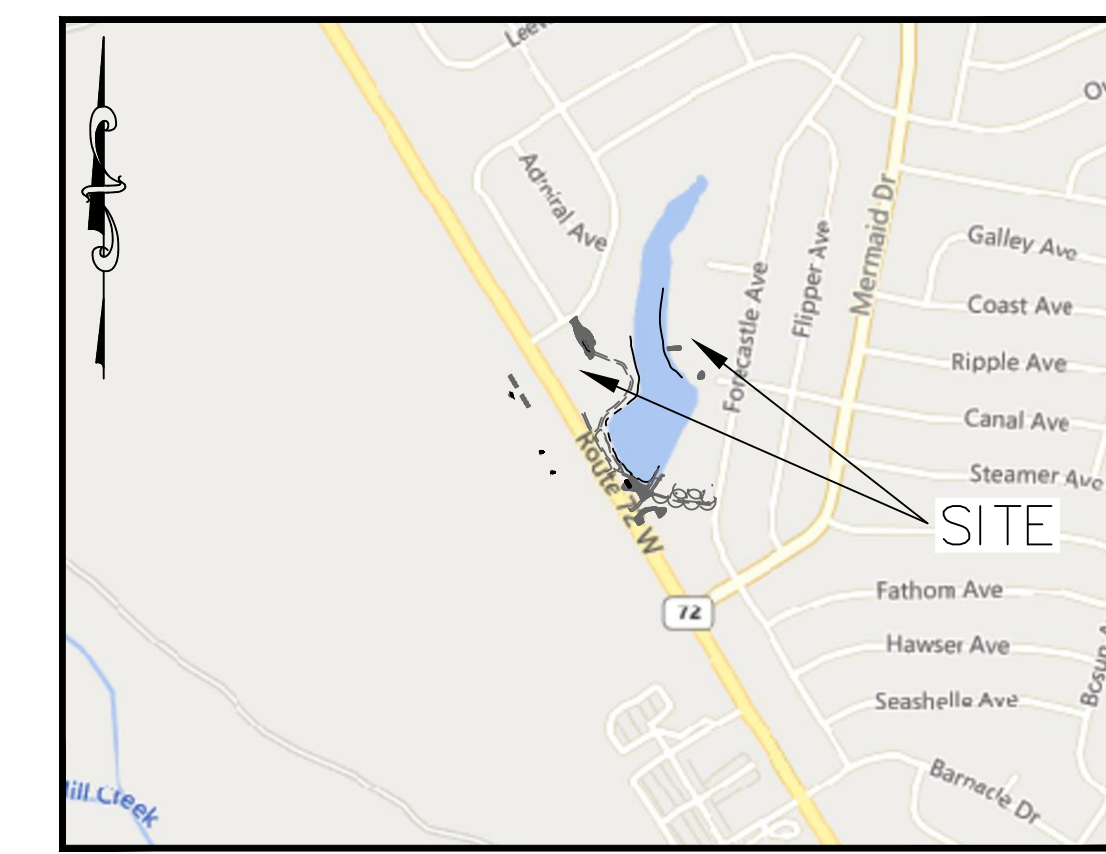 Admiral Ave
Mermaid Dr
Galley Ave
Flipper Ave
Forecastle Ave
Coast Ave
Ripple Ave
Canal Ave
Route 72 W
Steamer Ave
SITE
Fathom Ave
72
Hawser Ave
Seashelle Ave
Barnacle Dr
Creek